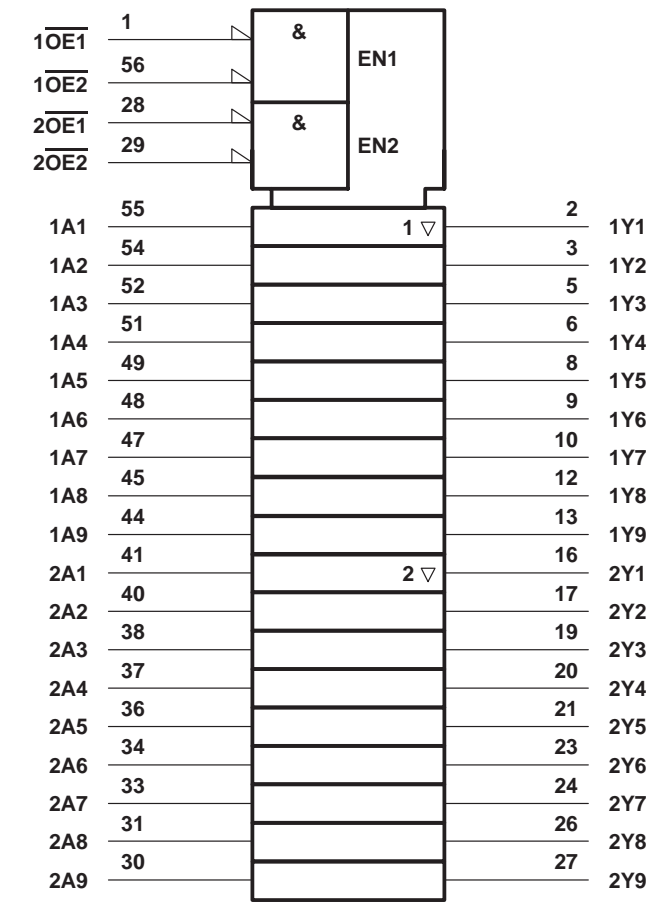 1OE1 1 & EN1
1OE2 56
2OE1 28 & EN2
2OE2 29
1A1 55 1 ▽ 2 1Y1
1A2 54 3 1Y2
1A3 52 5 1Y3
1A4 51 6 1Y4
1A5 49 8 1Y5
1A6 48 9 1Y6
1A7 47 10 1Y7
1A8 45 12 1Y8
1A9 44 13 1Y9
2A1 41 2 ▽ 16 2Y1
2A2 40 17 2Y2
2A3 38 19 2Y3
2A4 37 20 2Y4
2A5 36 21 2Y5
2A6 34 23 2Y6
2A7 33 24 2Y7
2A8 31 26 2Y8
2A9 30 27 2Y9